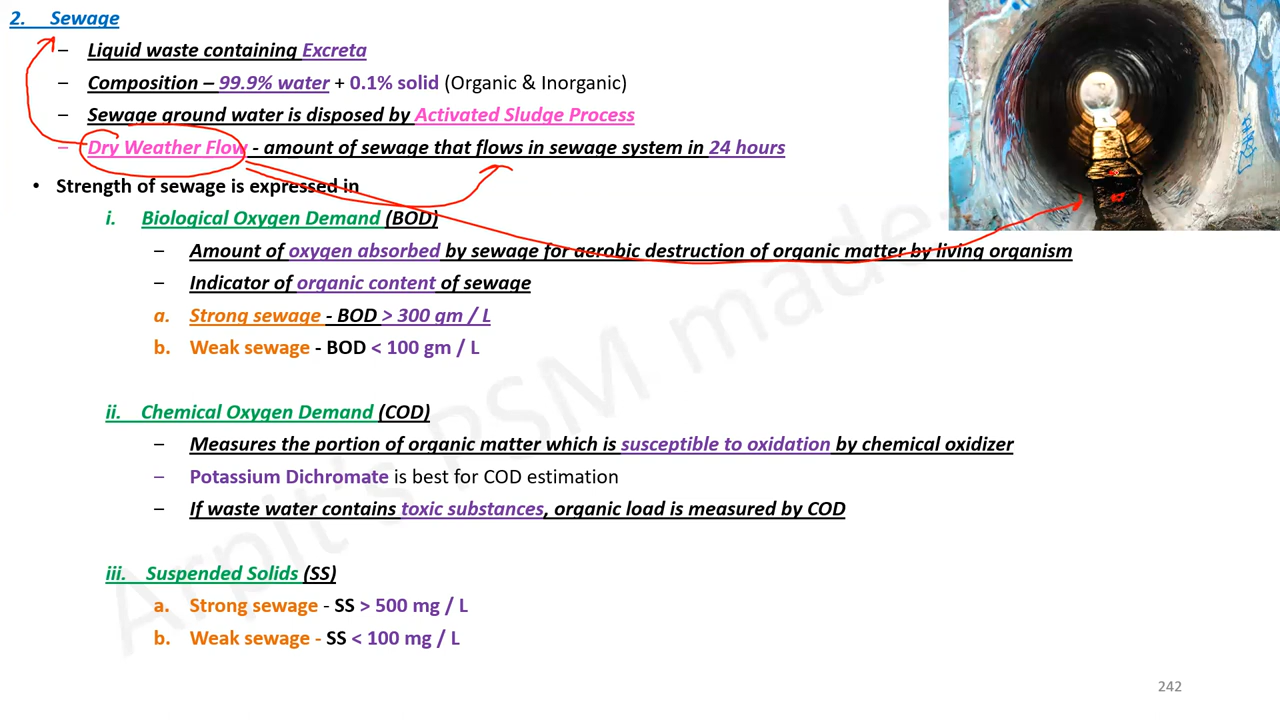 2. Sewage
– Liquid waste containing Excreta
– Composition – 99.9% water + 0.1% solid (Organic & Inorganic)
– Sewage ground water is disposed by Activated Sludge Process
– Dry Weather Flow - amount of sewage that flows in sewage system in 24 hours
• Strength of sewage is expressed in
i. Biological Oxygen Demand (BOD)
– Amount of oxygen absorbed by sewage for aerobic destruction of organic matter by living organism
– Indicator of organic content of sewage
a. Strong sewage - BOD > 300 gm / L
b. Weak sewage - BOD < 100 gm / L
ii. Chemical Oxygen Demand (COD)
– Measures the portion of organic matter which is susceptible to oxidation by chemical oxidizer
– Potassium Dichromate is best for COD estimation
– If waste water contains toxic substances, organic load is measured by COD
iii. Suspended Solids (SS)
a. Strong sewage - SS > 500 mg / L
b. Weak sewage - SS < 100 mg / L
Arpit's PSM made
242